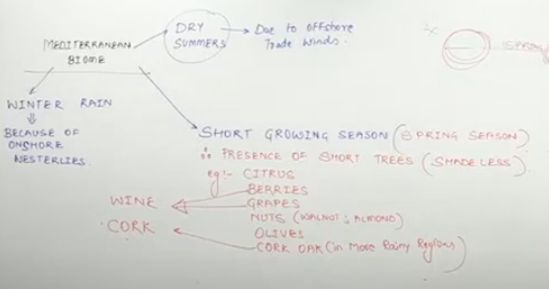 DRY
SUMMERS
Due to offshore
Trade Winds.
MEDITERRANEAN
BIOME
WINTER RAIN
BECAUSE OF
ONSHORE
WESTERLIES.
SHORT GROWING SEASON (SPRING SEASON)
∴ PRESENCE OF SHORT TREES (SHADELESS)
eg:- CITRUS
BERRIES
WINE
GRAPES
NUTS (WALNUT ; ALMOND)
CORK
OLIVES
CORK OAK (in More Rainy Regions)